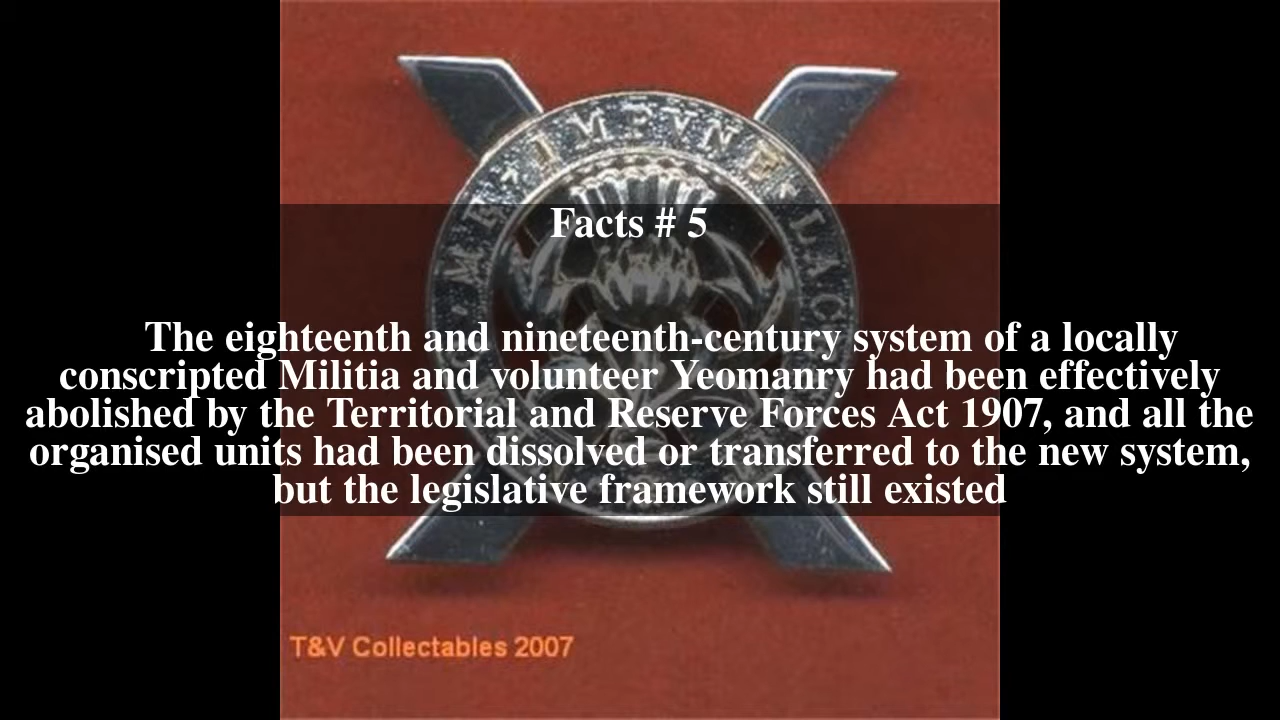 IMPVNE
Facts # 5
The eighteenth and nineteenth-century system of a locally
conscripted Militia and volunteer Yeomanry had been effectively
abolished by the Territorial and Reserve Forces Act 1907, and all the
organised units had been dissolved or transferred to the new system,
but the legislative framework still existed
T&V Collectables 2007